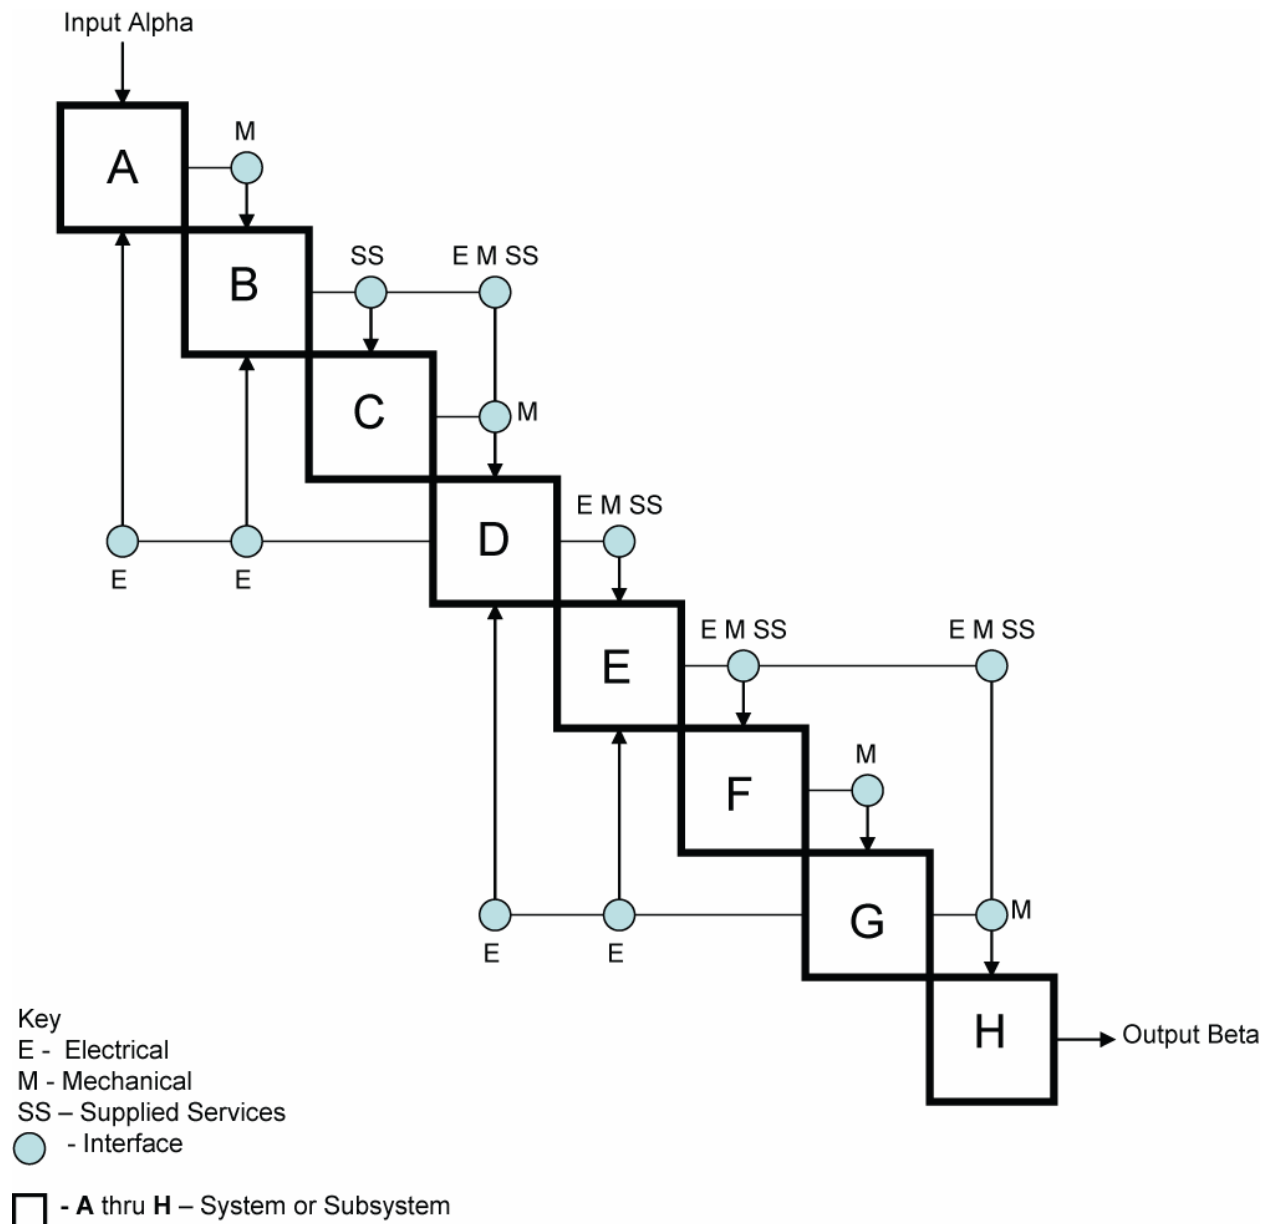 Input Alpha
A
M
B
SS
E M SS
C
M
D
E M SS
E
E
E
E M SS
E M SS
F
M
G
M
E
E
H
Output Beta
Key
E - Electrical
M - Mechanical
SS – Supplied Services
- Interface
- A thru H – System or Subsystem